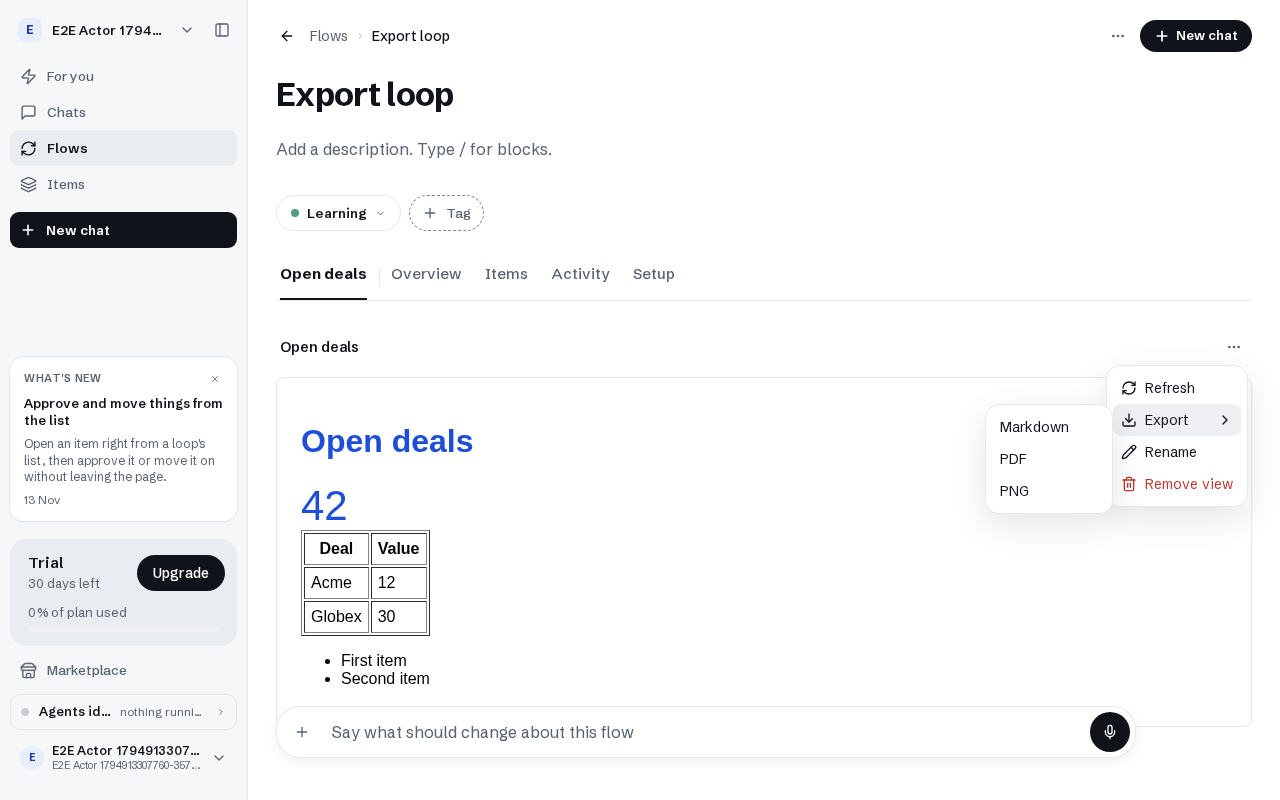 E E2E Actor 1794...
For you
Chats
Flows
Items
New chat
WHAT'S NEW
Approve and move things from
the list
Open an item right from a loop's
list, then approve it or move it on
without leaving the page.
13 Nov
Trial
30 days left
Upgrade
0% of plan used
Marketplace
Agents id... nothing runni...
E E2E Actor 1794913307...
E2E Actor 1794913307760-357...
Flows Export loop
New chat
Export loop
Add a description. Type / for blocks.
Learning
Tag
Open deals Overview Items Activity Setup
Open deals
Refresh
Export
Rename
Remove view
Markdown
PDF
PNG
Open deals
42
Deal Value
Acme 12
Globex 30
First item
Second item
Say what should change about this flow